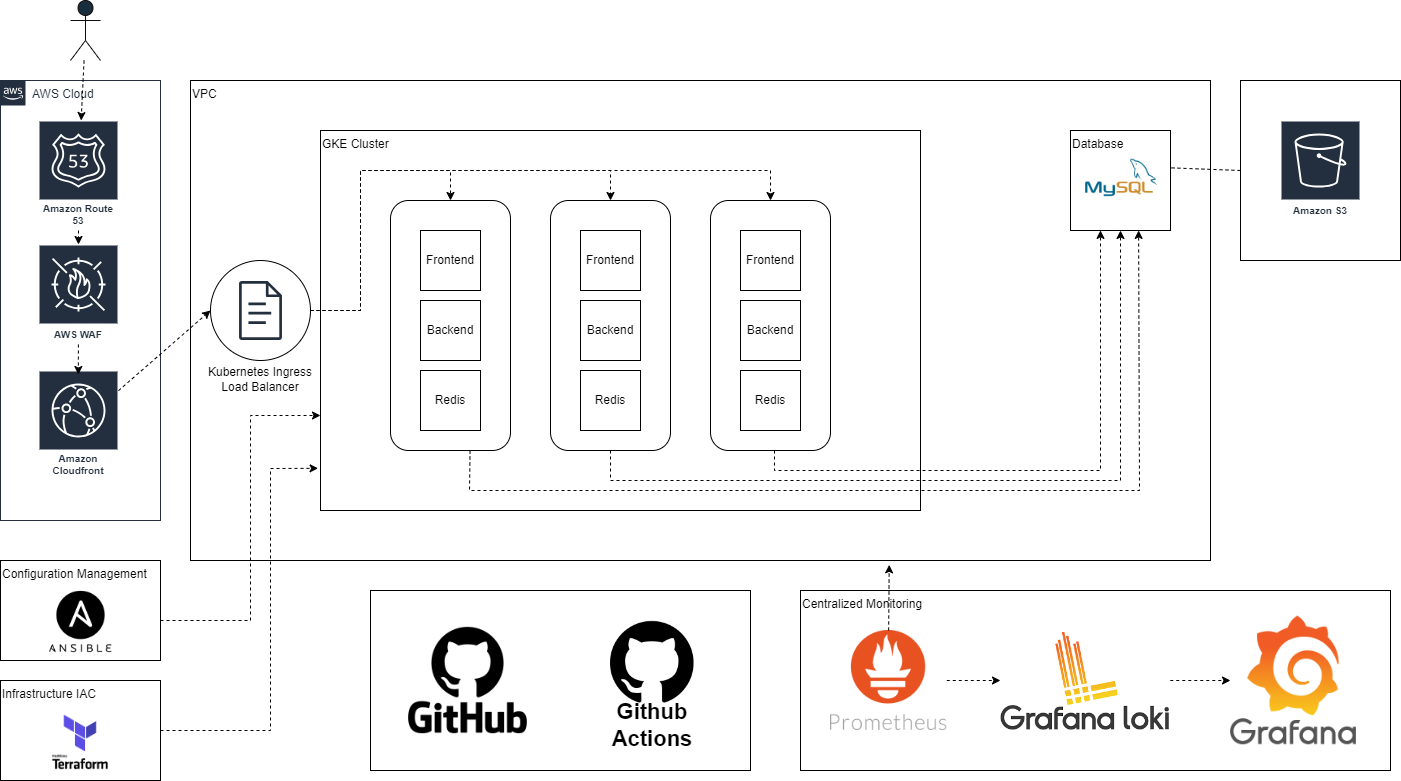 aws
AWS Cloud
53
Amazon Route
53
AWS WAF
Amazon
Cloudfront
VPC
Kubernetes Ingress
Load Balancer
GKE Cluster
Frontend
Backend
Redis
Frontend
Backend
Redis
Frontend
Backend
Redis
Database
MySQL
Amazon S3
Configuration Management
ANSIBLE
Infrastructure IAC
HashiCorp
Terraform
GitHub
Github
Actions
Centralized Monitoring
Prometheus
Grafana loki
Grafana